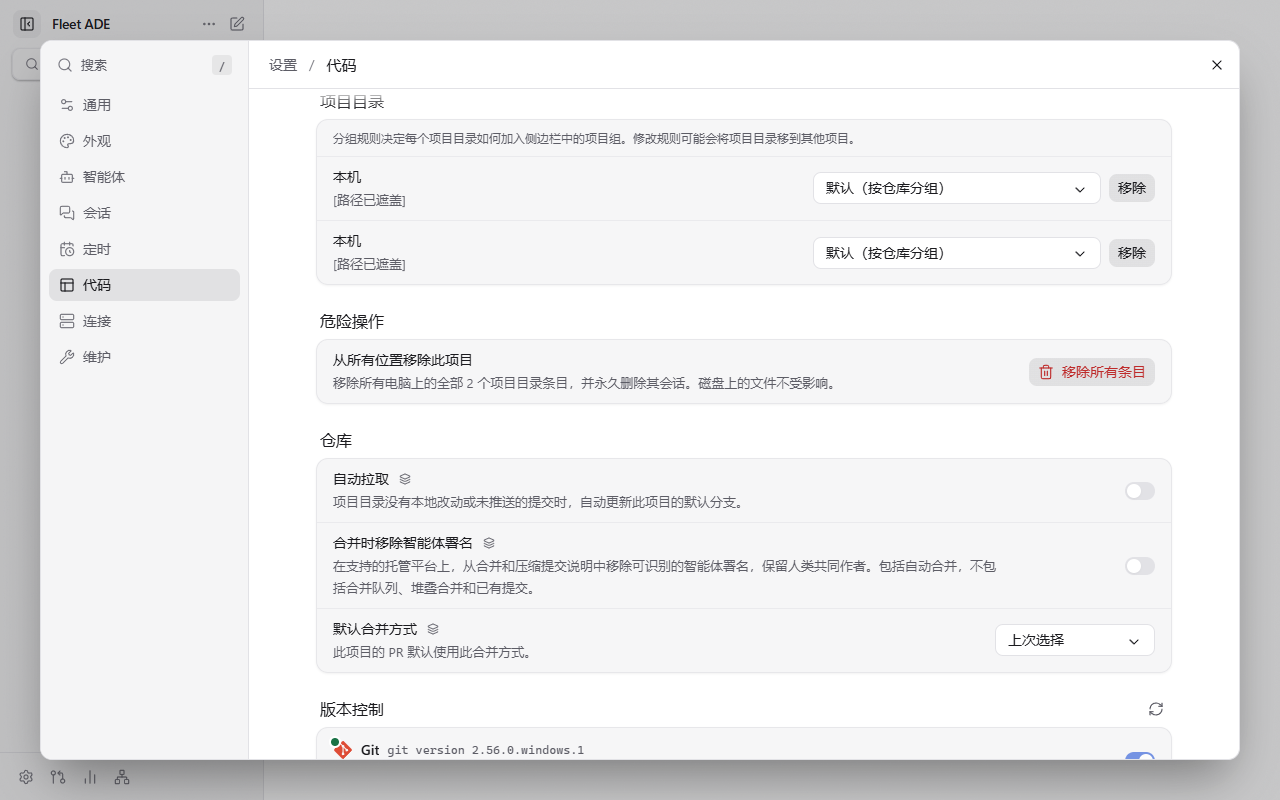 Fleet ADE
搜索
/
设置 / 代码
通用
外观
智能体
会话
定时
代码
连接
维护
项目目录
分组规则决定每个项目目录如何加入侧边栏中的项目组。修改规则可能会将项目目录移到其他项目。
本机
[路径已遮盖]
默认（按仓库分组）
移除
本机
[路径已遮盖]
默认（按仓库分组）
移除
危险操作
从所有位置移除此项目
移除所有电脑上的全部 2 个项目目录条目，并永久删除其会话。磁盘上的文件不受影响。
移除所有条目
仓库
自动拉取
项目目录没有本地改动或未推送的提交时，自动更新此项目的默认分支。
合并时移除智能体署名
在支持的托管平台上，从合并和压缩提交说明中移除可识别的智能体署名，保留人类共同作者。包括自动合并，不包
括合并队列、堆叠合并和已有提交。
默认合并方式
此项目的 PR 默认使用此合并方式。
上次选择
版本控制
Git git version 2.56.0.windows.1